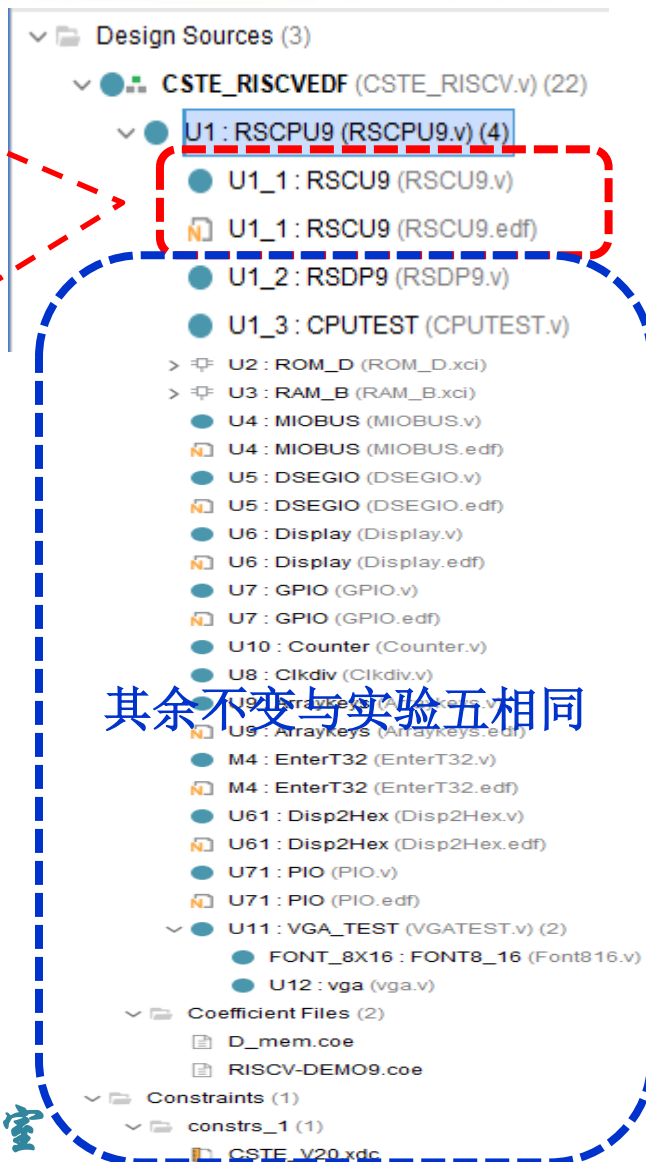 Design Sources (3)
CSTE_RISCVEDF (CSTE_RISCV.v) (22)
U1 : RSCPU9 (RSCPU9.v) (4)
U1_1 : RSCU9 (RSCU9.v)
U1_1 : RSCU9 (RSCU9.edf)
U1_2 : RSDP9 (RSDP9.v)
U1_3 : CPUTEST (CPUTEST.v)
U2 : ROM_D (ROM_D.xci)
U3 : RAM_B (RAM_B.xci)
U4 : MIOBUS (MIOBUS.v)
U4 : MIOBUS (MIOBUS.edf)
U5 : DSEGIO (DSEGIO.v)
U5 : DSEGIO (DSEGIO.edf)
U6 : Display (Display.v)
U6 : Display (Display.edf)
U7 : GPIO (GPIO.v)
U7 : GPIO (GPIO.edf)
U10 : Counter (Counter.v)
U8 : Clkdiv (Clkdiv.v)
其余不变与实验五相同
U9 : Arraykeys (Arraykeys.v)
U9 : Arraykeys (Arraykeys.edf)
M4 : EnterT32 (EnterT32.v)
M4 : EnterT32 (EnterT32.edf)
U61 : Disp2Hex (Disp2Hex.v)
U61 : Disp2Hex (Disp2Hex.edf)
U71 : PIO (PIO.v)
U71 : PIO (PIO.edf)
U11 : VGA_TEST (VGATEST.v) (2)
FONT_8X16 : FONT8_16 (Font816.v)
U12 : vga (vga.v)
Coefficient Files (2)
D_mem.coe
RISCV-DEMO9.coe
Constraints (1)
constrs_1 (1)
CSTE_V20.xdc
室